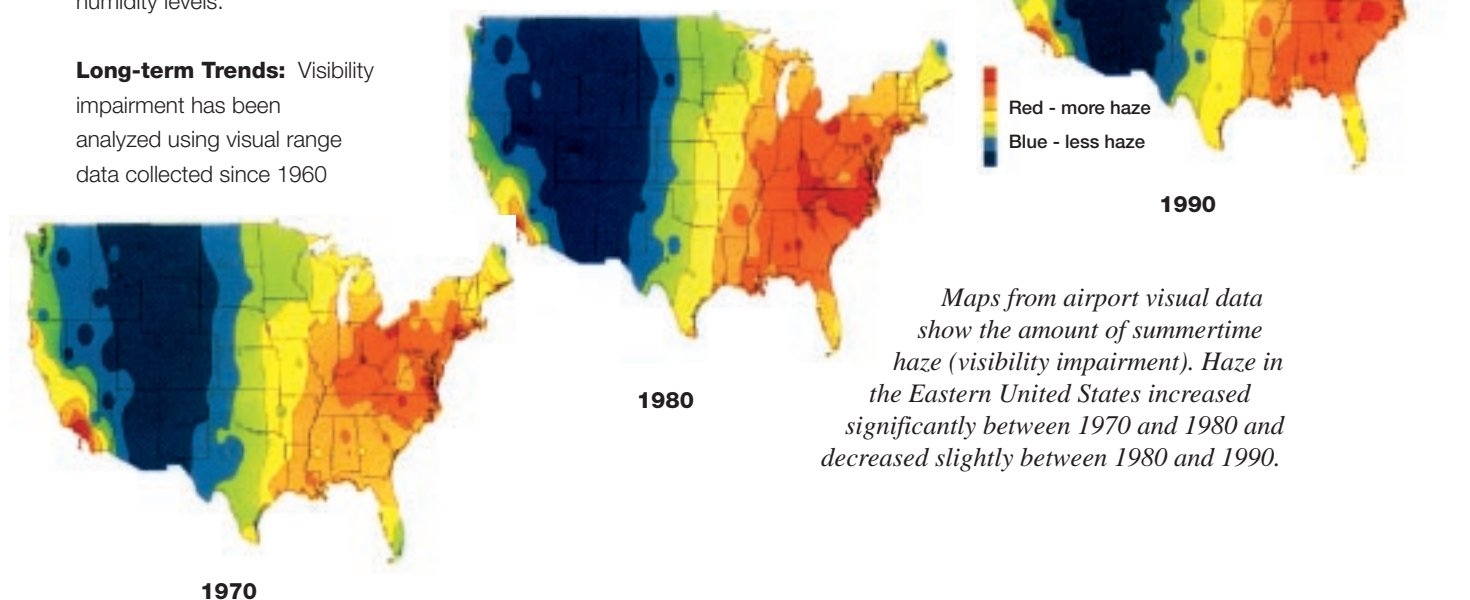 humidity levels.
Long-term Trends: Visibility
impairment has been
analyzed using visual range
data collected since 1960
Red - more haze
Blue - less haze
1990
Maps from airport visual data
show the amount of summertime
haze (visibility impairment). Haze in
the Eastern United States increased
significantly between 1970 and 1980 and
decreased slightly between 1980 and 1990.
1980
1970